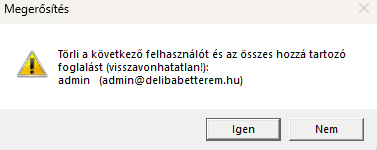 Megerősítés
Törli a következő felhasználót és az összes hozzá tartozó
foglalást (visszavonhatatlan!):
admin (admin@delibabetterem.hu)
Igen
Nem